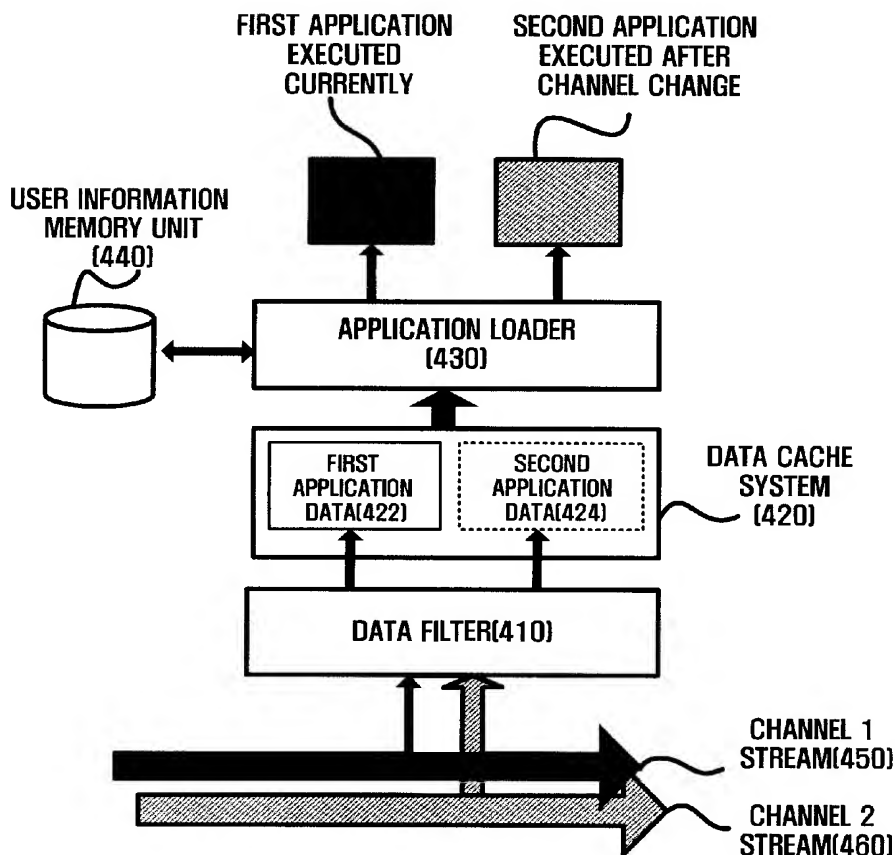 FIRST APPLICATION
EXECUTED
CURRENTLY
SECOND APPLICATION
EXECUTED AFTER
CHANNEL CHANGE
USER INFORMATION
MEMORY UNIT
(440)
APPLICATION LOADER
(430)
FIRST
APPLICATION
DATA(422)
SECOND
APPLICATION
DATA(424)
DATA CACHE
SYSTEM
(420)
DATA FILTER(410)
CHANNEL 1
STREAM(450)
CHANNEL 2
STREAM(460)